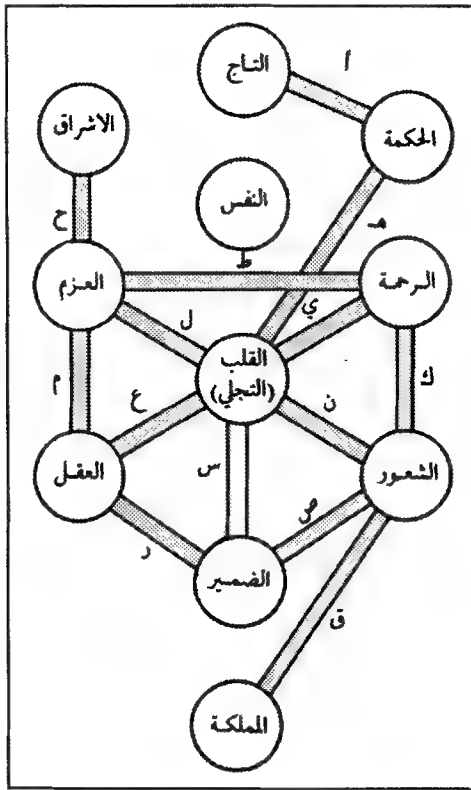 التاج
أ
الحكمة
الاشراق
النفس
هـ
ح
ط
العزم
الرحمة
ي
ل
القلب
(التجلي)
م
ك
ع
ن
العقل
س
الشعور
ص
ر
الضمير
ق
المملكة